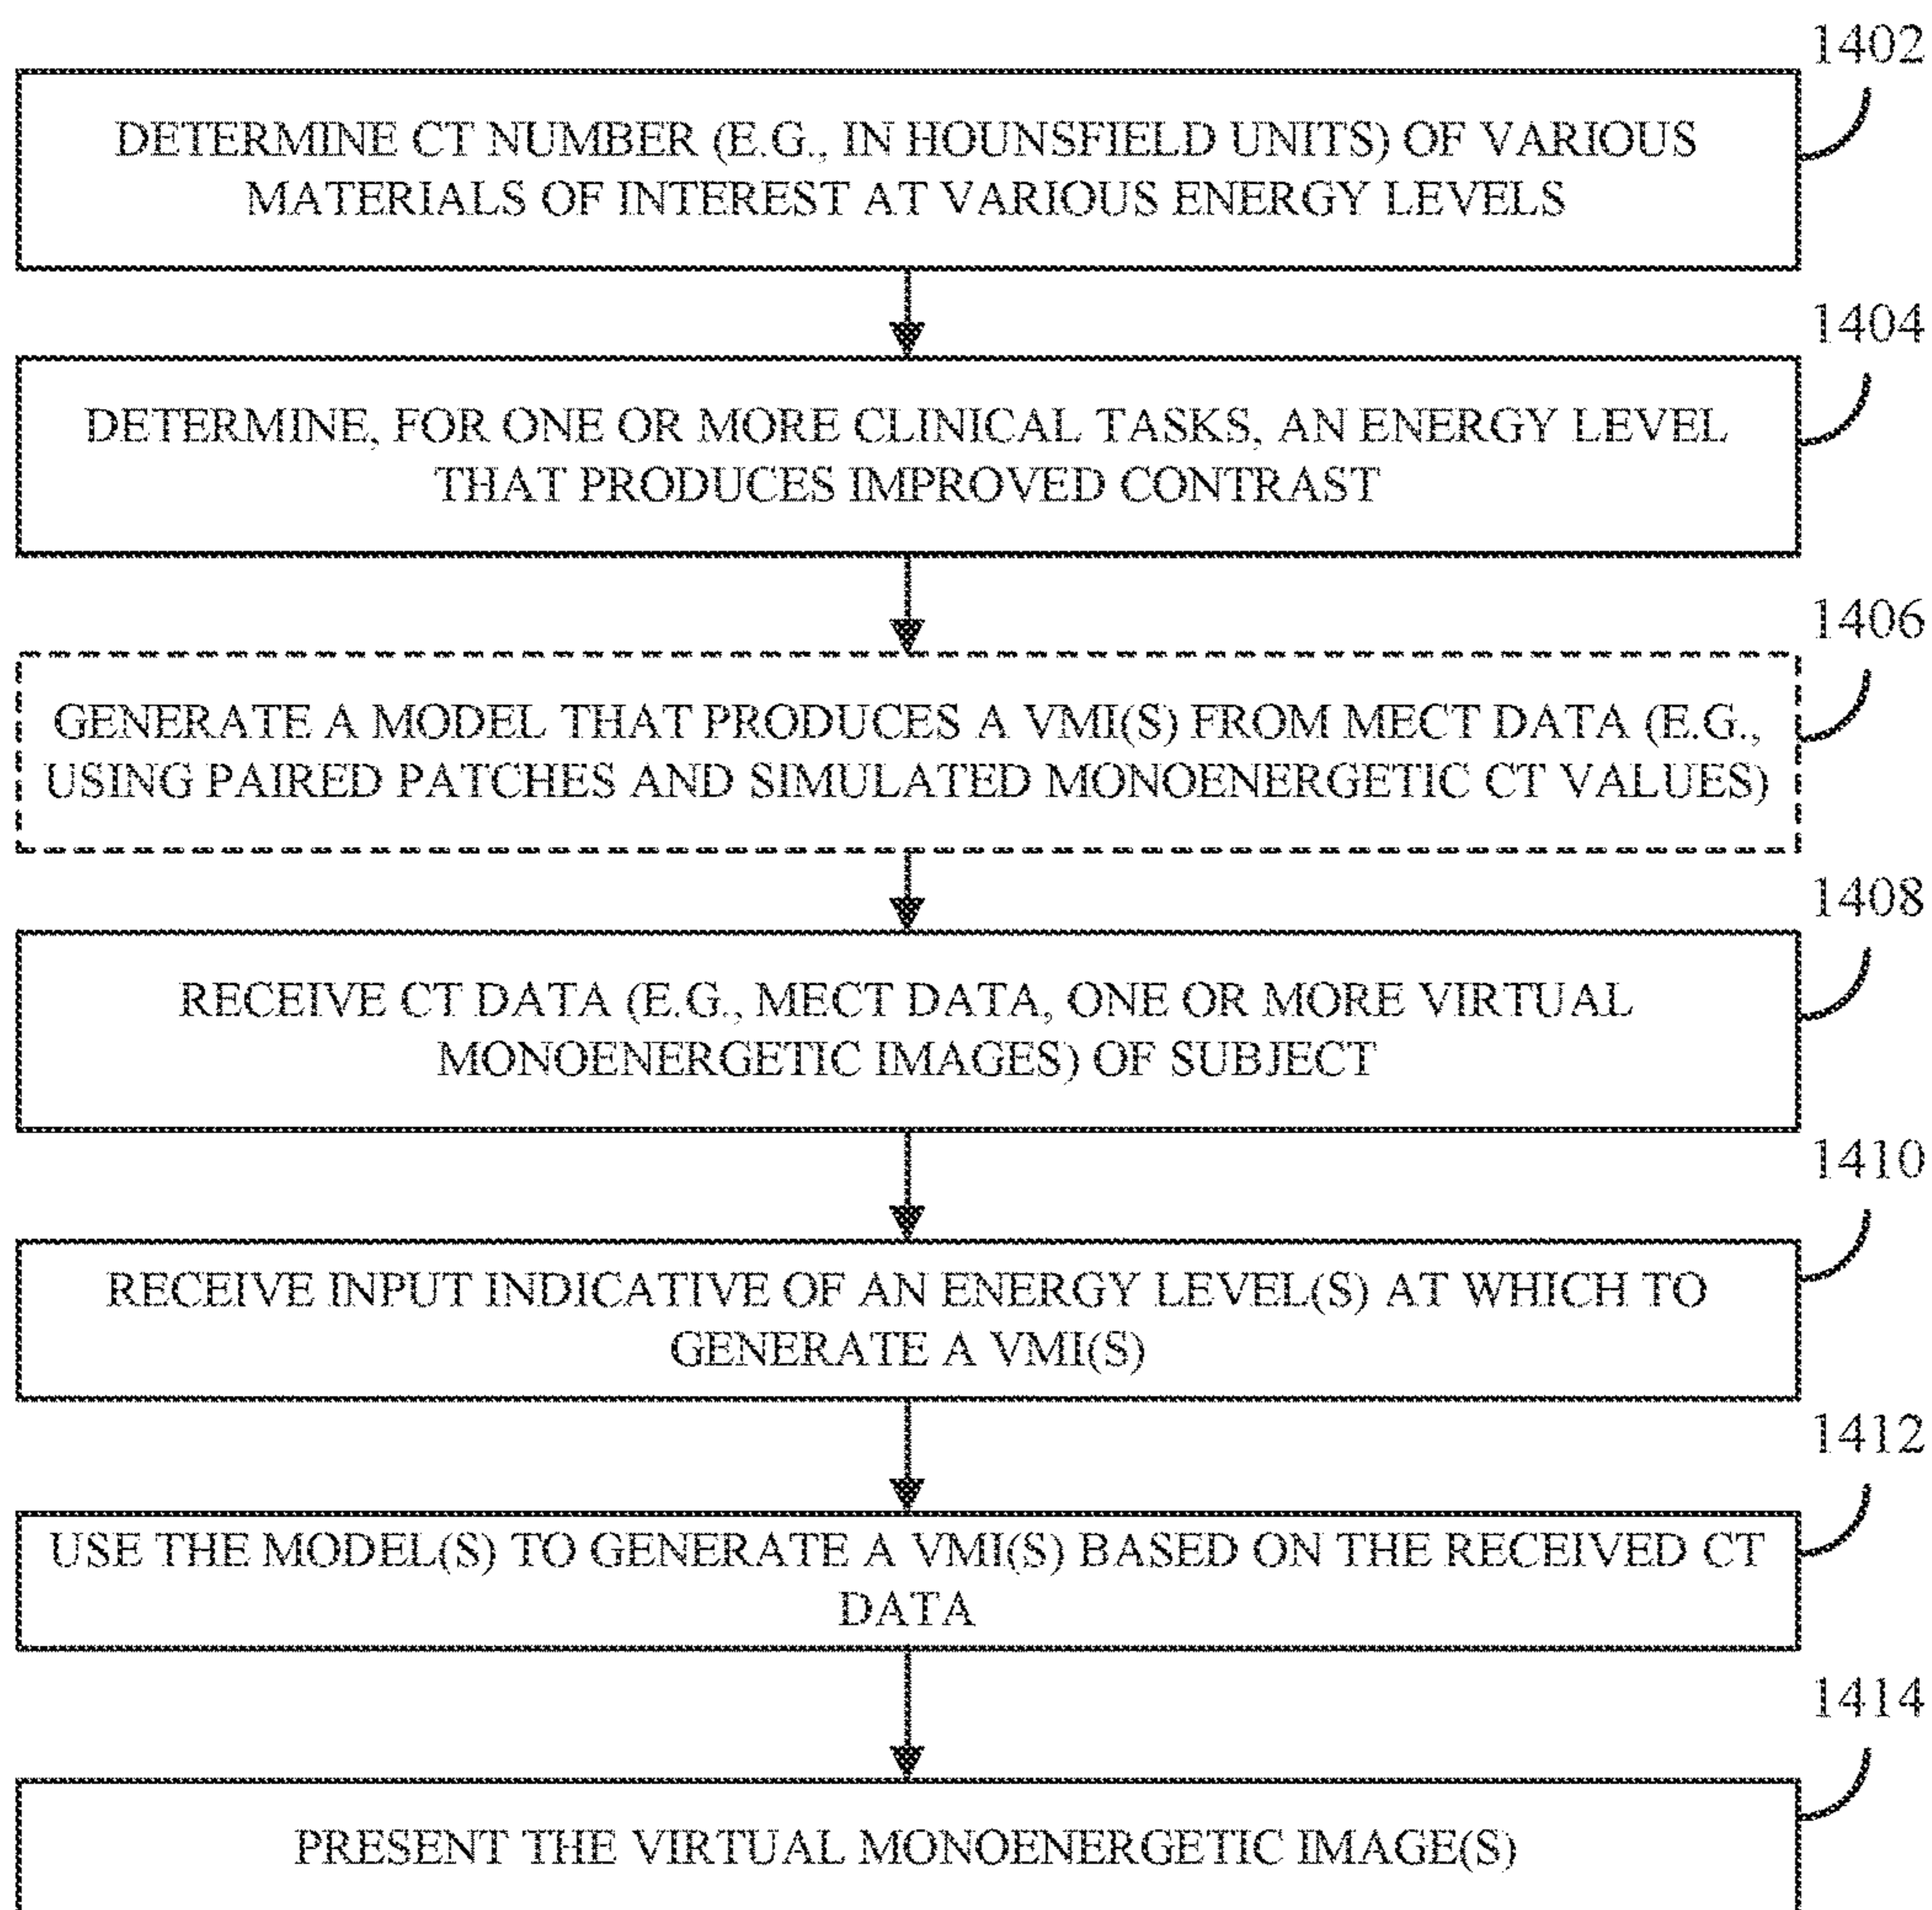 1402
DETERMINE CT NUMBER (E.G., IN HOUNSFIELD UNITS) OF VARIOUS
MATERIALS OF INTEREST AT VARIOUS ENERGY LEVELS
1404
DETERMINE, FOR ONE OR MORE CLINICAL TASKS, AN ENERGY LEVEL
THAT PRODUCES IMPROVED CONTRAST
1406
GENERATE A MODEL THAT PRODUCES A VMI(S) FROM MECT DATA (E.G.,
USING PAIRED PATCHES AND SIMULATED MONOENERGETIC CT VALUES)
1408
RECEIVE CT DATA (E.G., MECT DATA, ONE OR MORE VIRTUAL
MONOENERGETIC IMAGES) OF SUBJECT
1410
RECEIVE INPUT INDICATIVE OF AN ENERGY LEVEL(S) AT WHICH TO
GENERATE A VMI(S)
1412
USE THE MODEL(S) TO GENERATE A VMI(S) BASED ON THE RECEIVED CT
DATA
1414
PRESENT THE VIRTUAL MONOENERGETIC IMAGE(S)